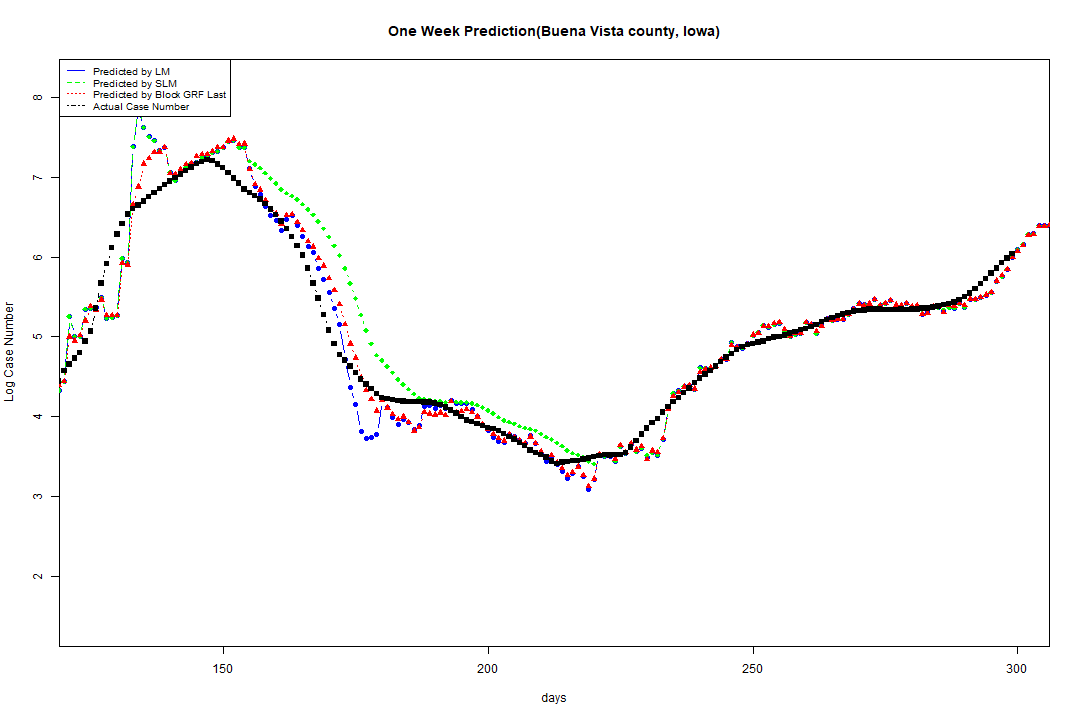 One Week Prediction(Buena Vista county, Iowa)
Predicted by LM
Predicted by SLM
Predicted by Block GRF Last
Actual Case Number
8
7
6
5
4
3
2
Log Case Number
150 200 250 300
days